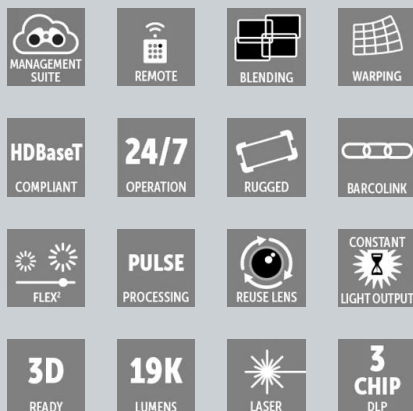 MANAGEMENT
SUITE
REMOTE
BLENDING
WARPING
HDBaseT
COMPLIANT
24/7
OPERATION
RUGGED
BARCOLINK
FLEX²
PULSE
PROCESSING
REUSE LENS
CONSTANT
LIGHT OUTPUT
3D
READY
19K
LUMENS
LASER
3
CHIP
DLP